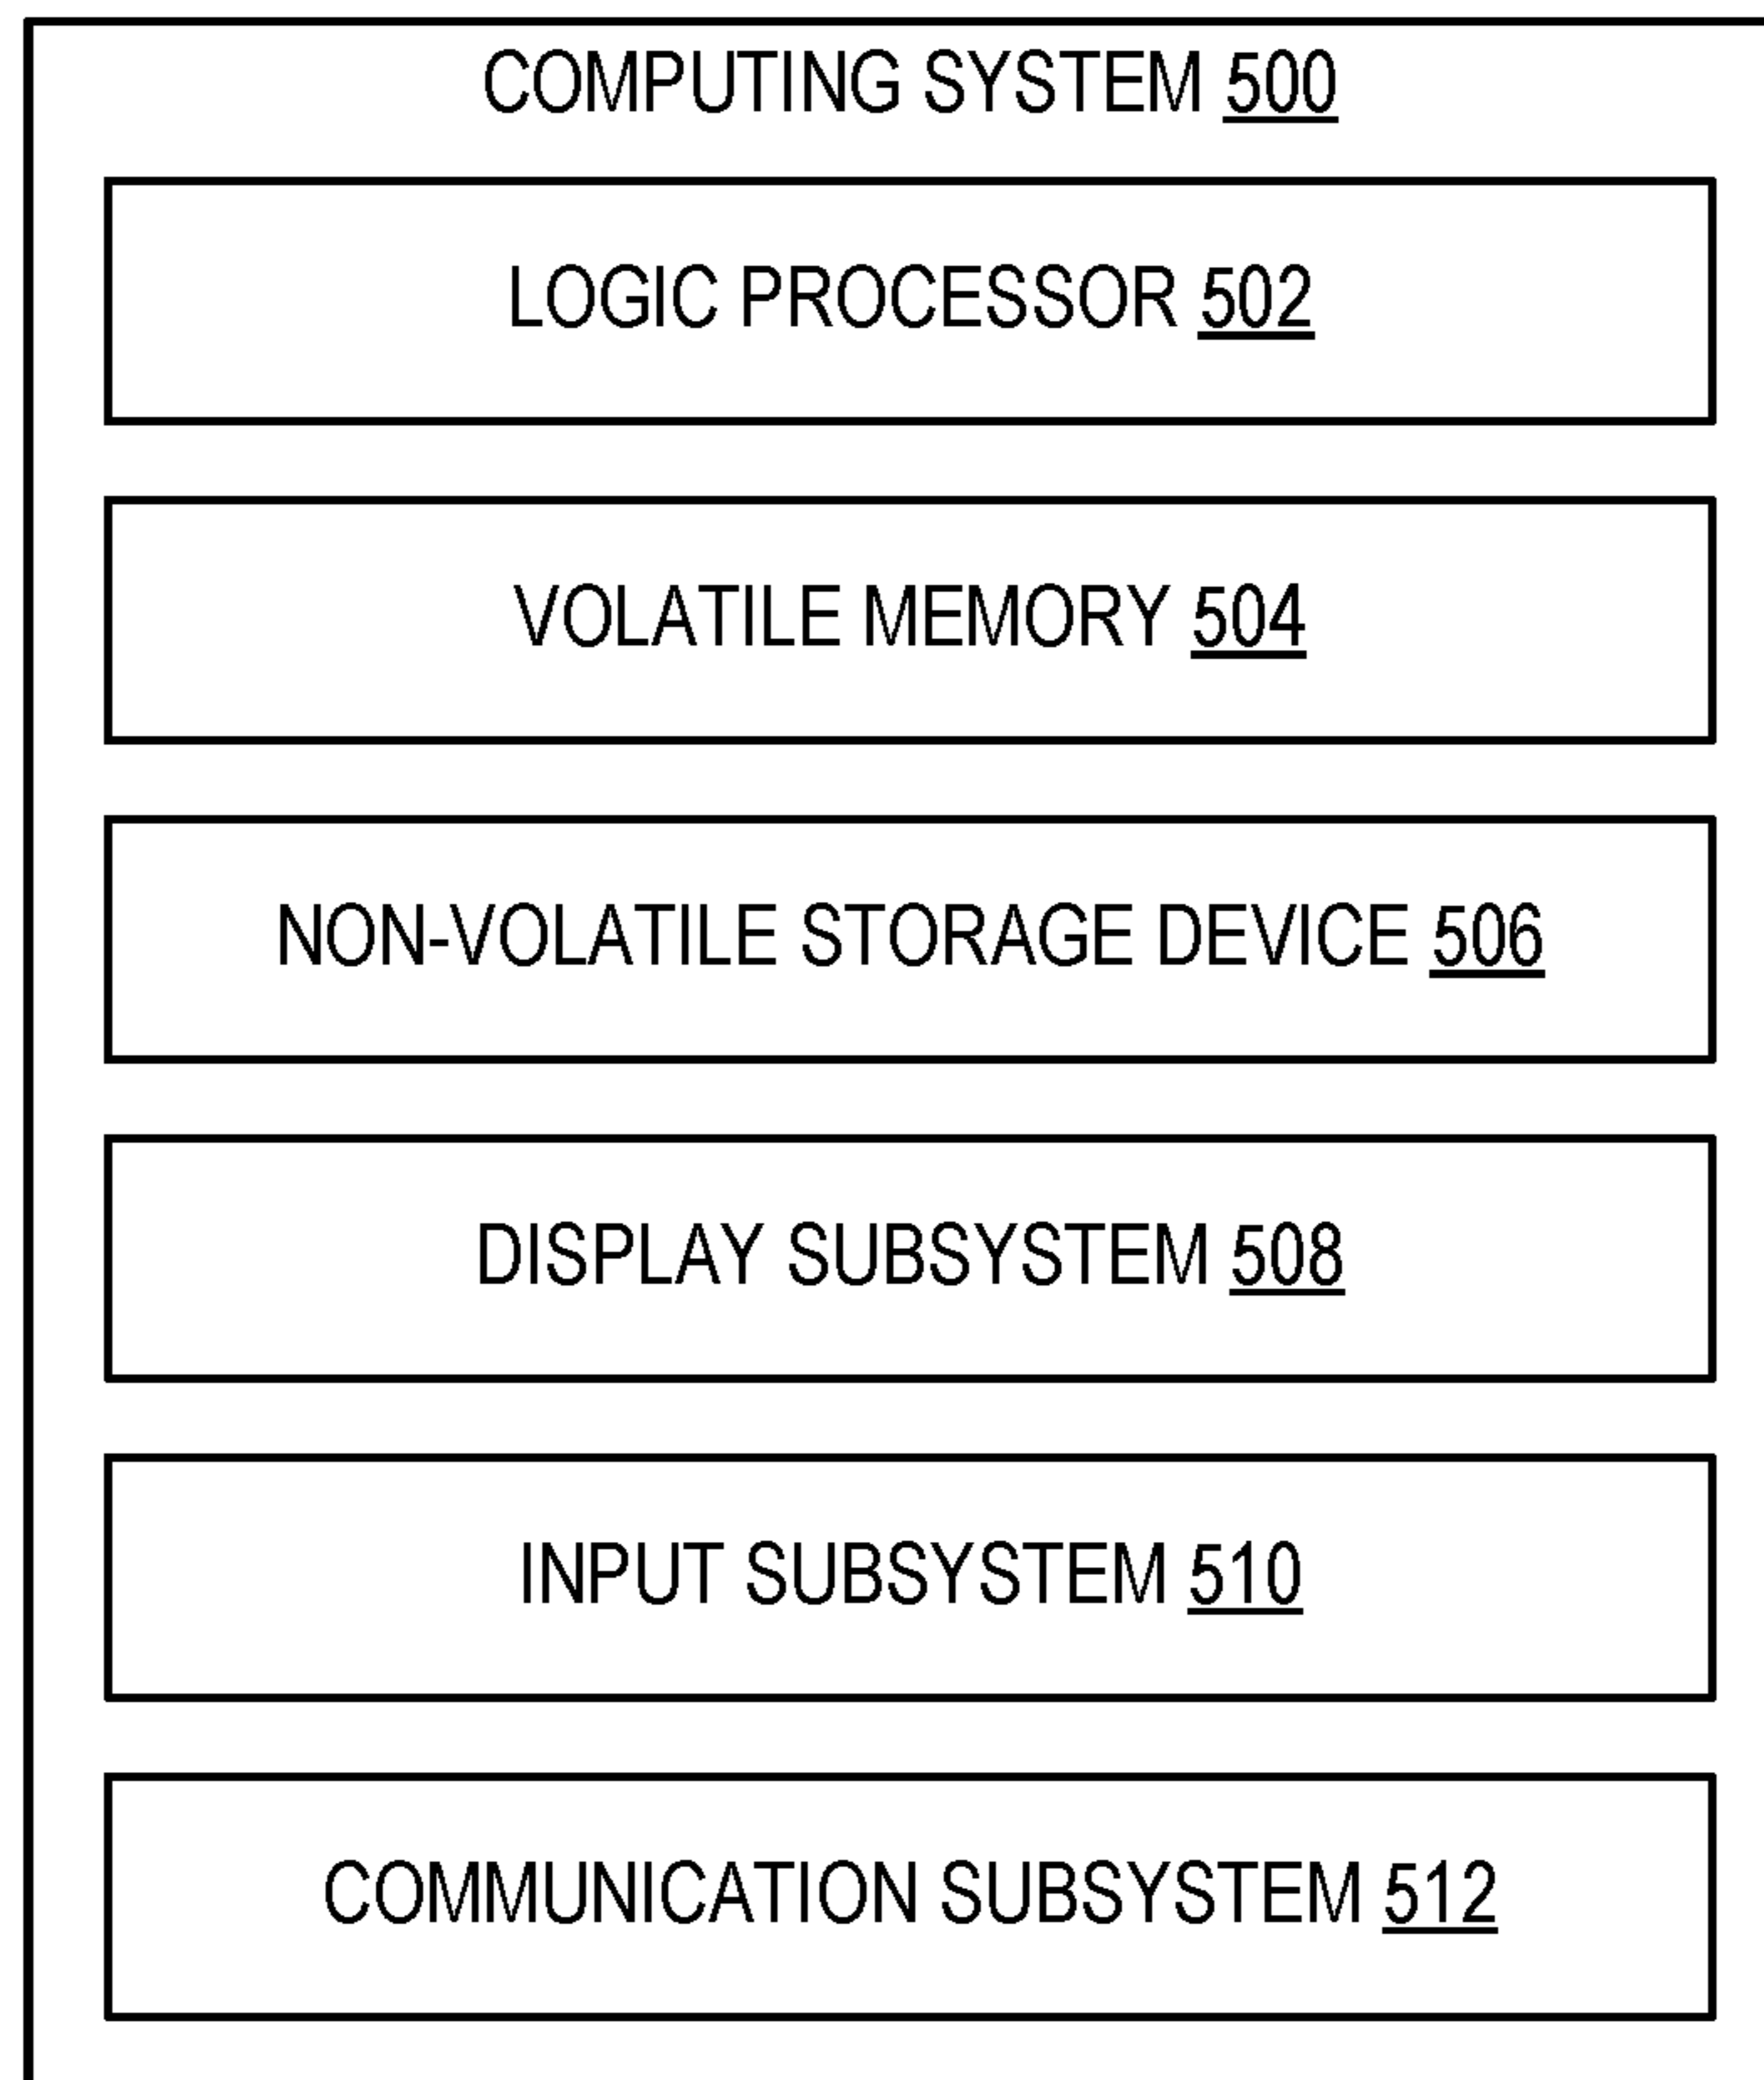 COMPUTING SYSTEM 500
LOGIC PROCESSOR 502
VOLATILE MEMORY 504
NON-VOLATILE STORAGE DEVICE 506
DISPLAY SUBSYSTEM 508
INPUT SUBSYSTEM 510
COMMUNICATION SUBSYSTEM 512